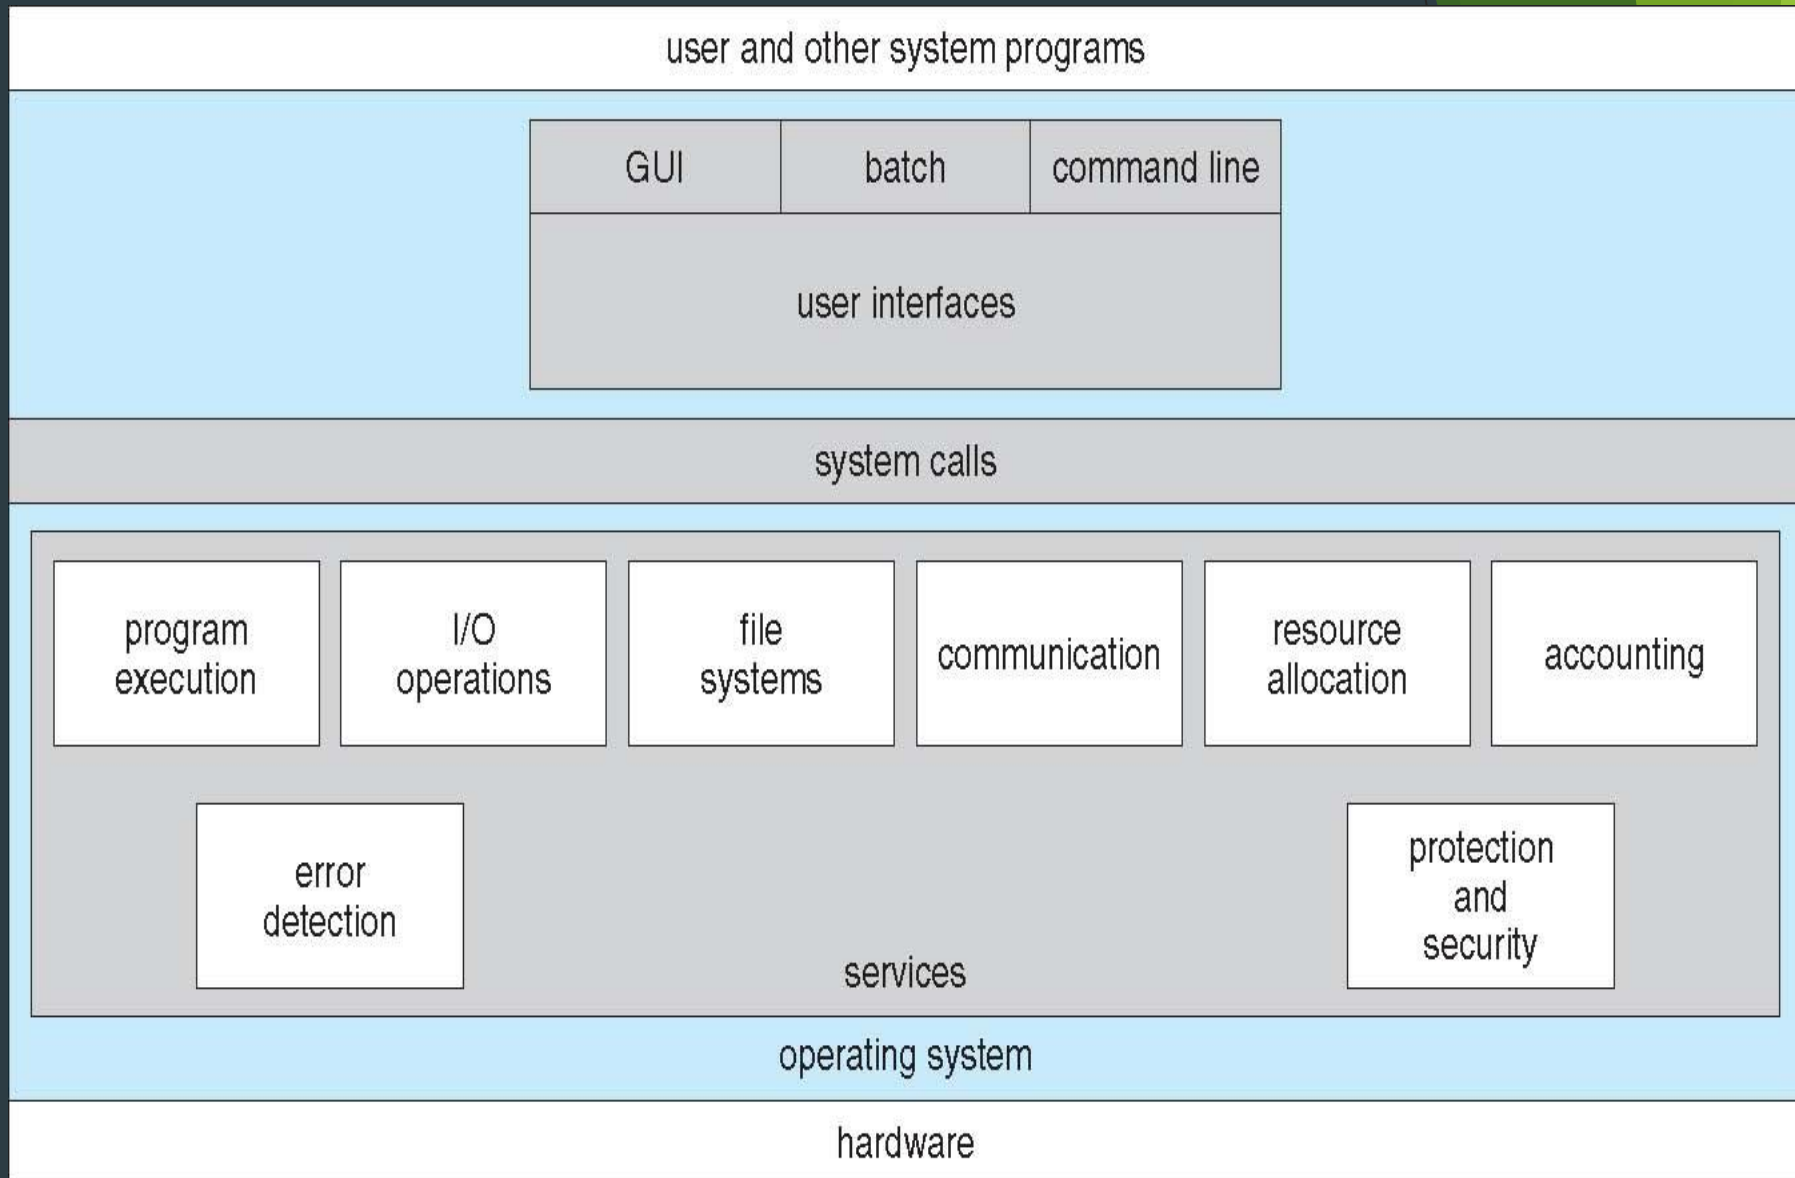 user and other system programs
GUI
batch
command line
user interfaces
system calls
program
execution
I/O
operations
file
systems
communication
resource
allocation
accounting
error
detection
protection
and
security
services
operating system
hardware